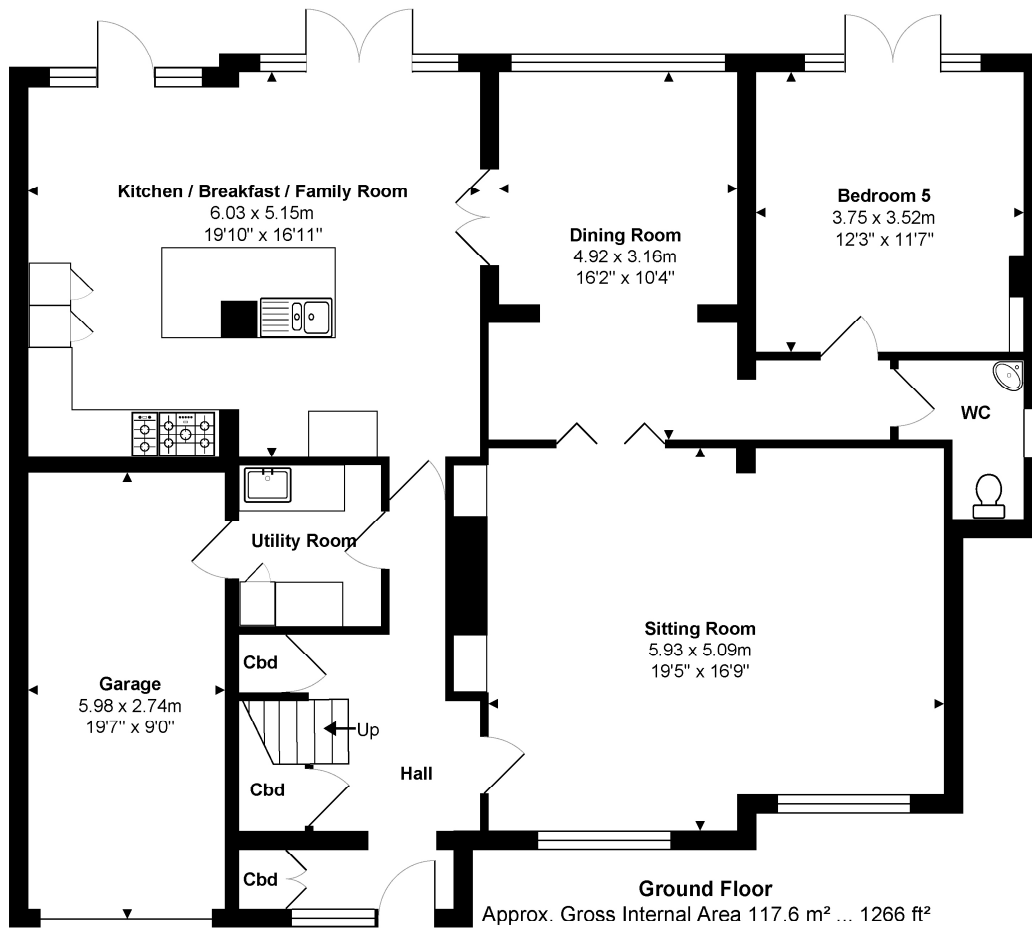 Kitchen / Breakfast / Family Room
6.03 x 5.15m
19'10" x 16'11"
Dining Room
4.92 x 3.16m
16'2" x 10'4"
Bedroom 5
3.75 x 3.52m
12'3" x 11'7"
WC
Utility Room
Sitting Room
5.93 x 5.09m
19'5" x 16'9"
Cbd
Garage
5.98 x 2.74m
19'7" x 9'0"
Up
Hall
Cbd
Cbd
Ground Floor
Approx. Gross Internal Area 117.6 m² ... 1266 ft²